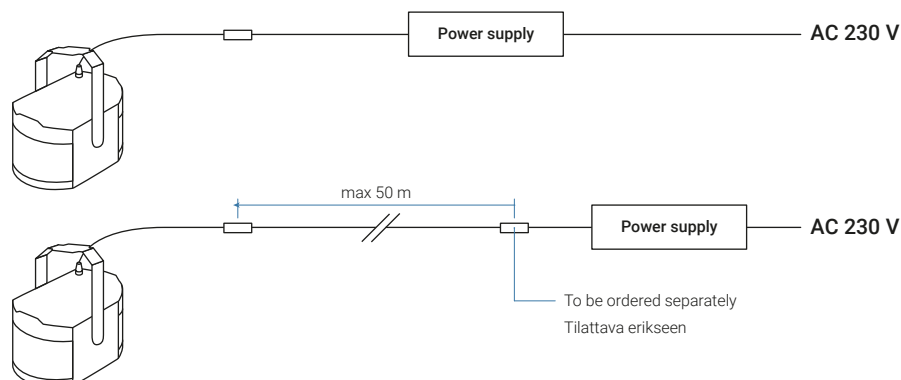 Power supply
AC 230 V
max 50 m
Power supply
AC 230 V
To be ordered separately
Tilattava erikseen